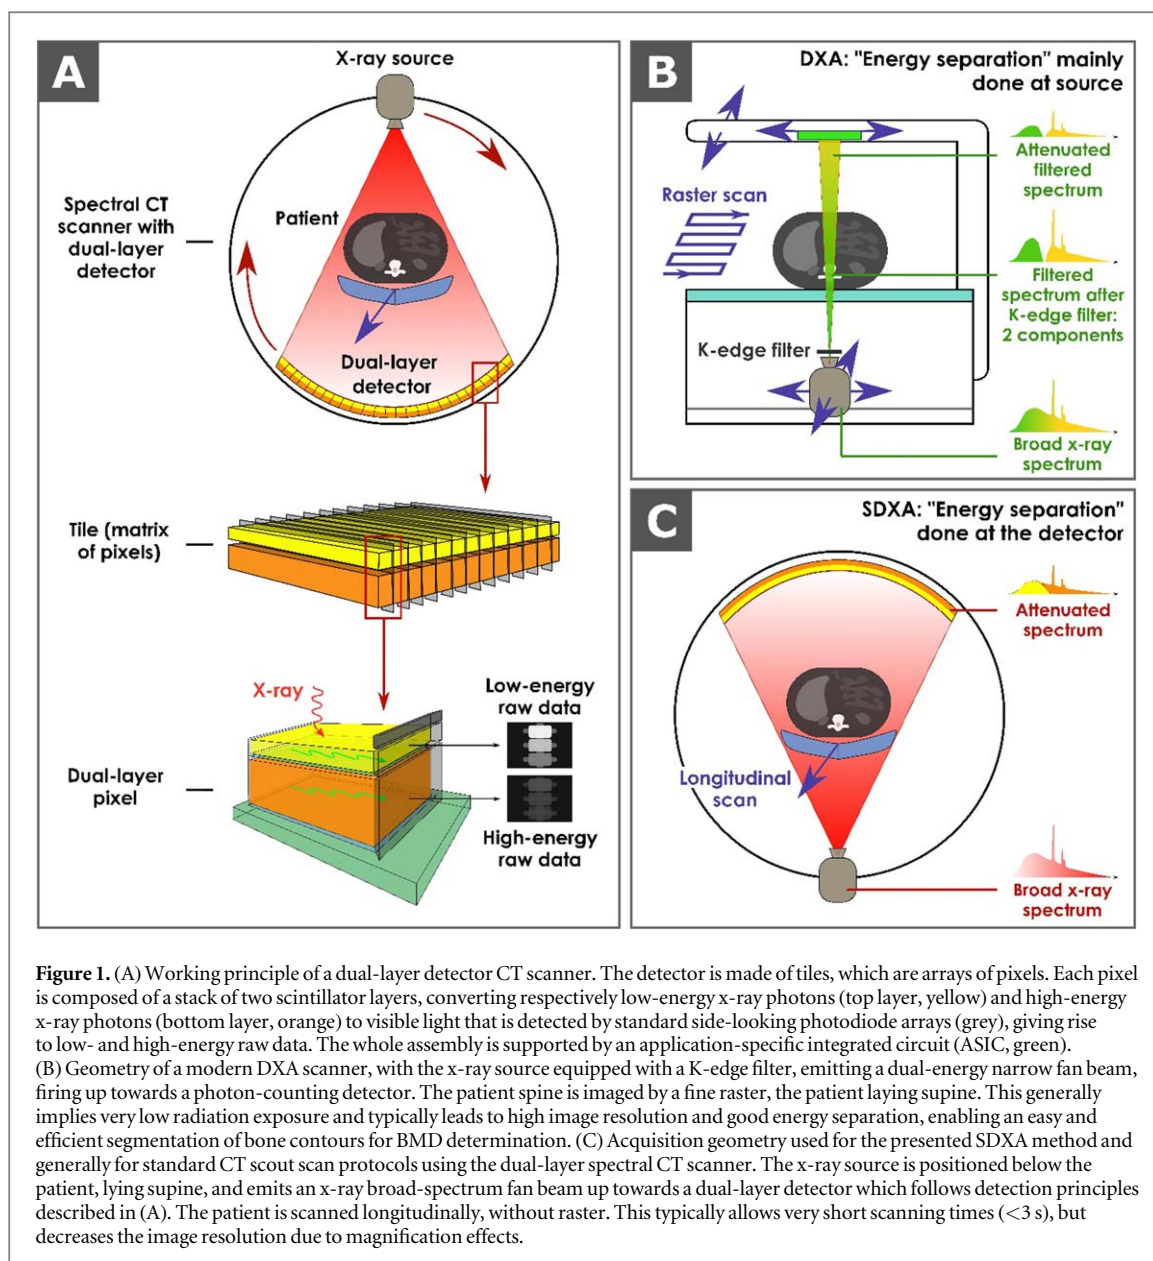 A
X-ray source
Spectral CT
scanner with
dual-layer
detector
Patient
Dual-layer
detector
Tile (matrix
of pixels)
X-ray
Low-energy
raw data
Dual-layer
pixel
High-energy
raw data
B
DXA: "Energy separation" mainly
done at source
Raster scan
Attenuated
filtered
spectrum
Filtered
spectrum after
K-edge filter:
2 components
K-edge filter
Broad x-ray
spectrum
C
SDXA: "Energy separation"
done at the detector
Attenuated
spectrum
Longitudinal
scan
Broad x-ray
spectrum
Figure 1. (A) Working principle of a dual-layer detector CT scanner. The detector is made of tiles, which are arrays of pixels. Each pixel
is composed of a stack of two scintillator layers, converting respectively low-energy x-ray photons (top layer, yellow) and high-energy
x-ray photons (bottom layer, orange) to visible light that is detected by standard side-looking photodiode arrays (grey), giving rise
to low- and high-energy raw data. The whole assembly is supported by an application-specific integrated circuit (ASIC, green).
(B) Geometry of a modern DXA scanner, with the x-ray source equipped with a K-edge filter, emitting a dual-energy narrow fan beam,
firing up towards a photon-counting detector. The patient spine is imaged by a fine raster, the patient laying supine. This generally
implies very low radiation exposure and typically leads to high image resolution and good energy separation, enabling an easy and
efficient segmentation of bone contours for BMD determination. (C) Acquisition geometry used for the presented SDXA method and
generally for standard CT scout scan protocols using the dual-layer spectral CT scanner. The x-ray source is positioned below the
patient, lying supine, and emits an x-ray broad-spectrum fan beam up towards a dual-layer detector which follows detection principles
described in (A). The patient is scanned longitudinally, without raster. This typically allows very short scanning times (<3 s), but
decreases the image resolution due to magnification effects.